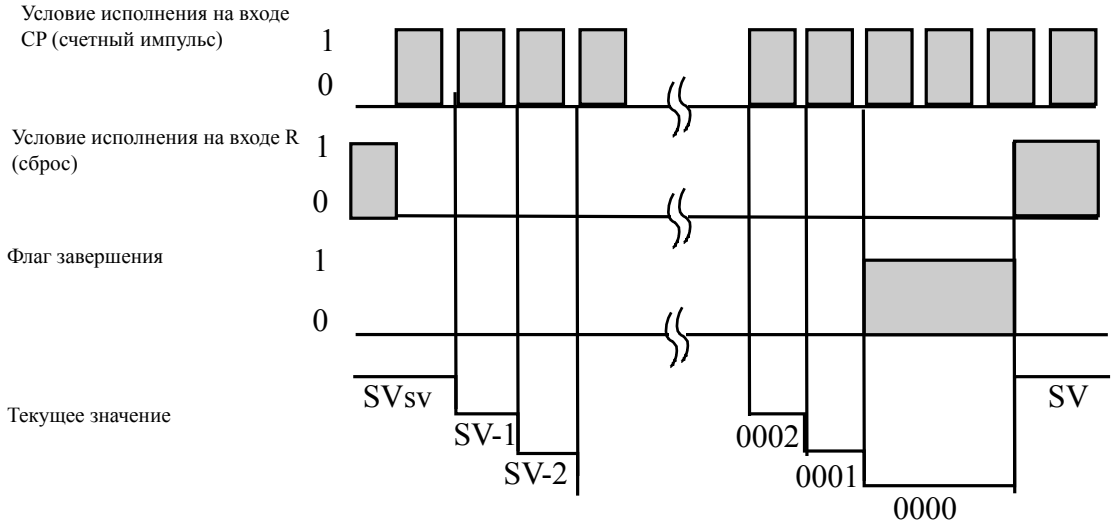 Условие исполнения на входе
CP (счетный импульс)
1
0
Условие исполнения на входе R
(сброс)
1
0
Флаг завершения
1
0
Текущее значение
SVsv
SV-1
SV-2
0002
0001
0000
SV